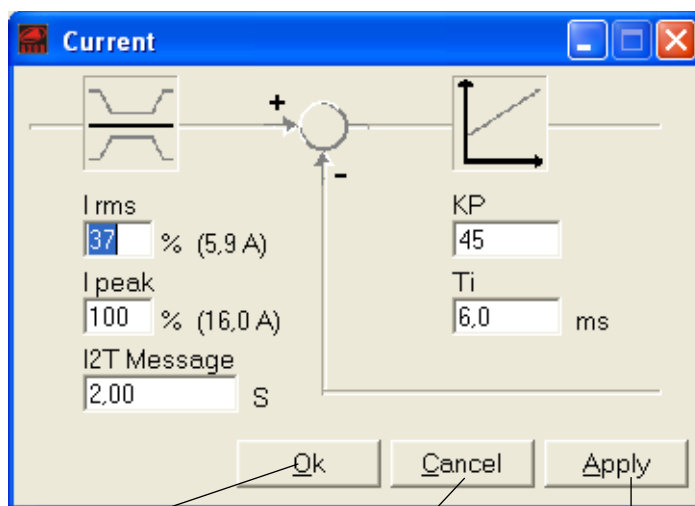 Current
+
-
I rms
37 % (5,9 A)
I peak
100 % (16,0 A)
I2T Message
2,00 S
KP
45
Ti
6,0 ms
Ok Cancel Apply